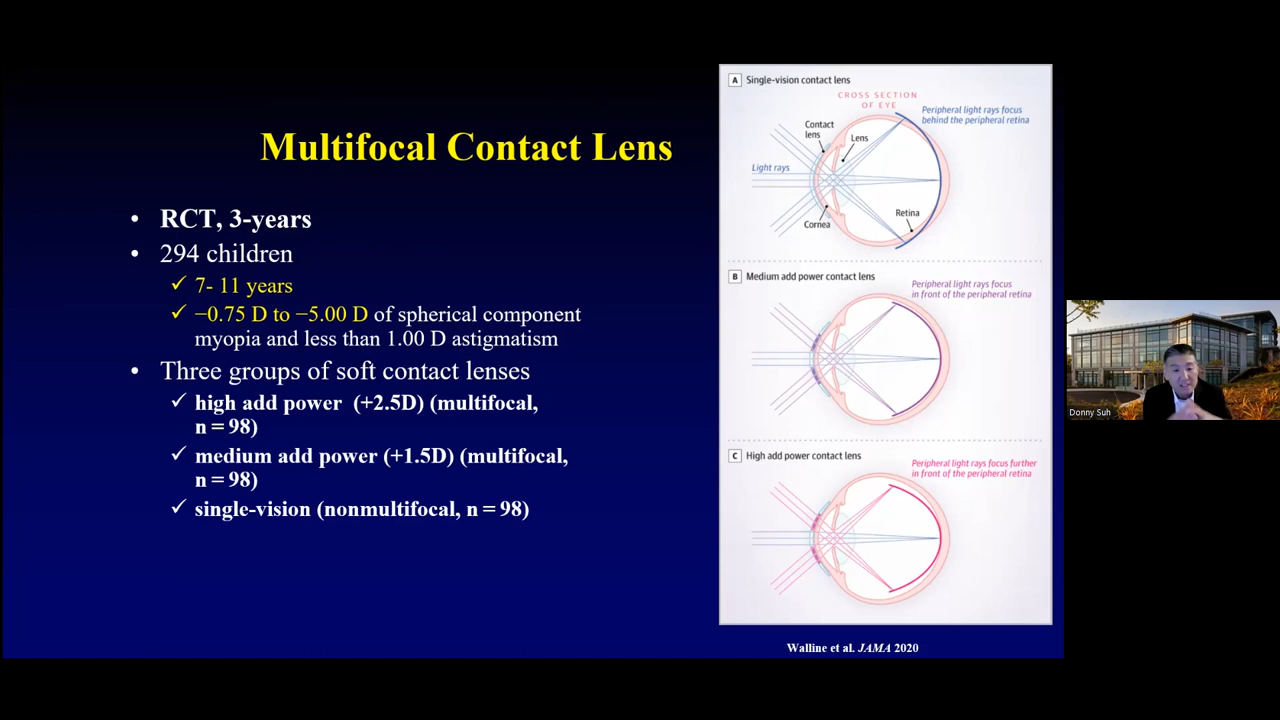 Multifocal Contact Lens
• RCT, 3-years
• 294 children
✓ 7- 11 years
✓ −0.75 D to −5.00 D of spherical component
myopia and less than 1.00 D astigmatism
• Three groups of soft contact lenses
✓ high add power (+2.5D) (multifocal,
n = 98)
✓ medium add power (+1.5D) (multifocal,
n = 98)
✓ single-vision (nonmultifocal, n = 98)
A Single-vision contact lens
CROSS SECTION
OF EYE
Peripheral light rays focus
behind the peripheral retina
Contact
lens
Lens
Light rays
Retina
Cornea
B Medium add power contact lens
Peripheral light rays focus
in front of the peripheral retina
C High add power contact lens
Peripheral light rays focus further
in front of the peripheral retina
Walline et al. JAMA 2020
Donny Suh